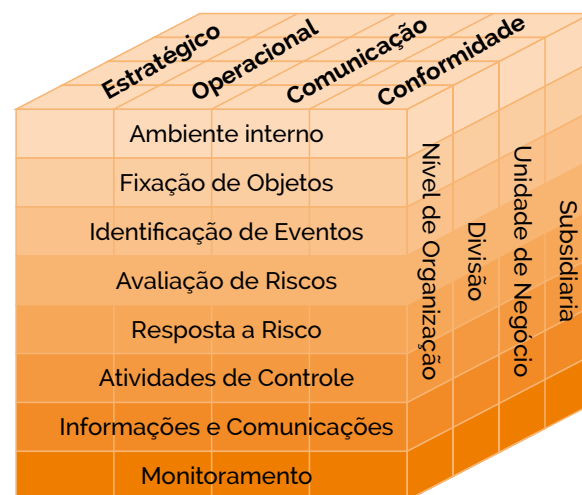 Estratégico
Operacional
Comunicação
Conformidade
Ambiente interno
Fixação de Objetos
Identificação de Eventos
Avaliação de Riscos
Resposta a Risco
Atividades de Controle
Informações e Comunicações
Monitoramento
Nível de Organização
Divisão
Unidade de Negócio
Subsidiaria